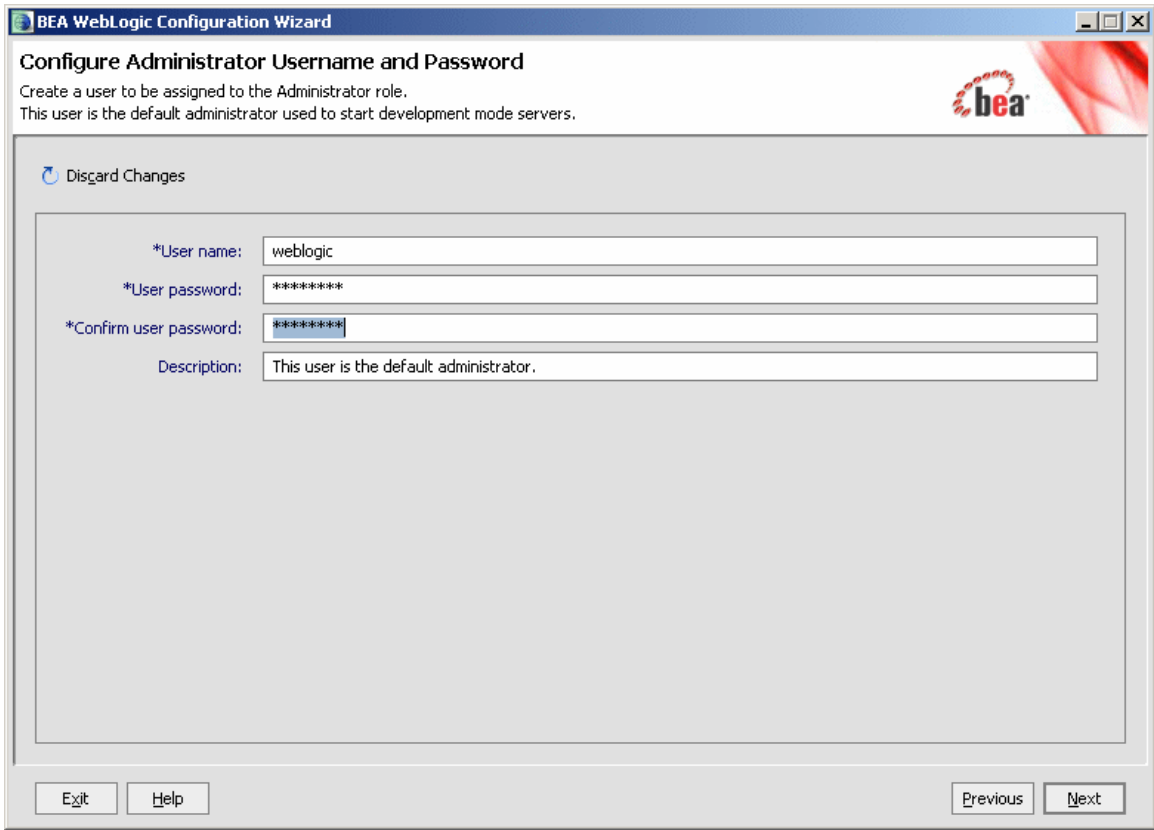 BEA WebLogic Configuration Wizard
Configure Administrator Username and Password
Create a user to be assigned to the Administrator role.
This user is the default administrator used to start development mode servers.
bea
Discard Changes
*User name: weblogic
*User password: ********
*Confirm user password: ********
Description: This user is the default administrator.
Exit Help Previous Next